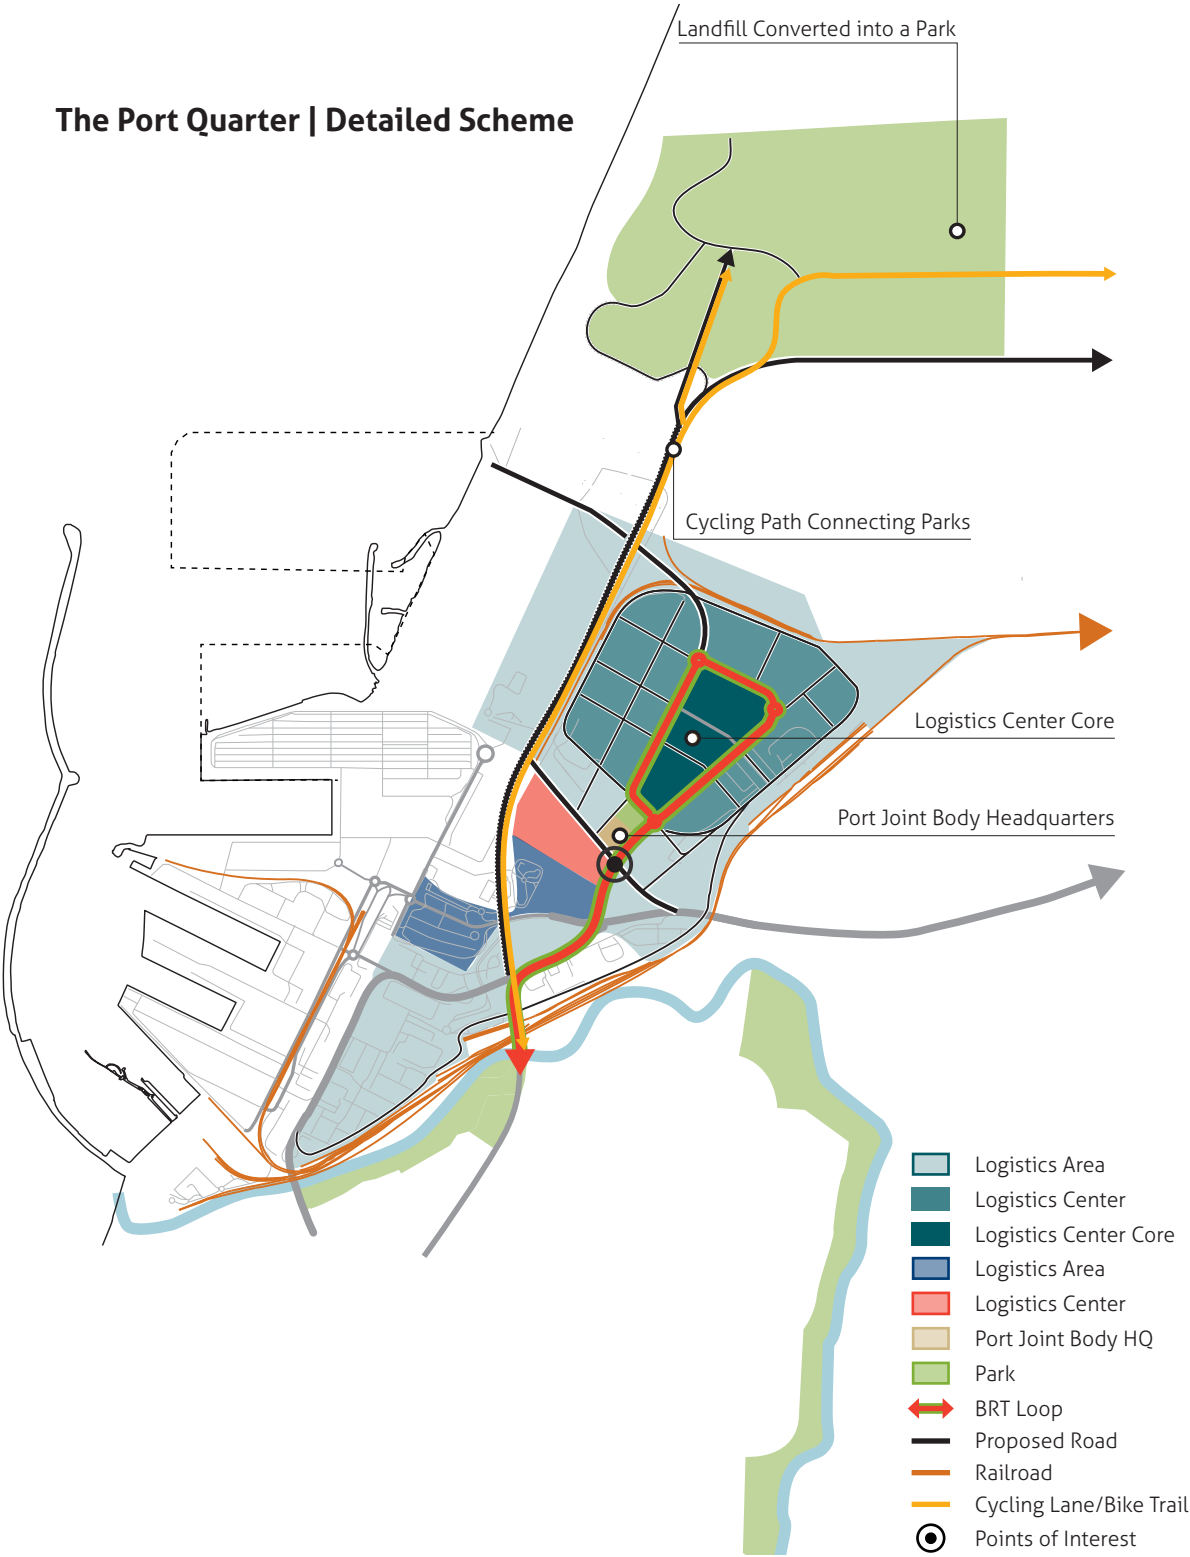 Landfill Converted into a Park
The Port Quarter | Detailed Scheme
Cycling Path Connecting Parks
Logistics Center Core
Port Joint Body Headquarters
Logistics Area
Logistics Center
Logistics Center Core
Logistics Area
Logistics Center
Port Joint Body HQ
Park
BRT Loop
Proposed Road
Railroad
Cycling Lane/Bike Trail
Points of Interest